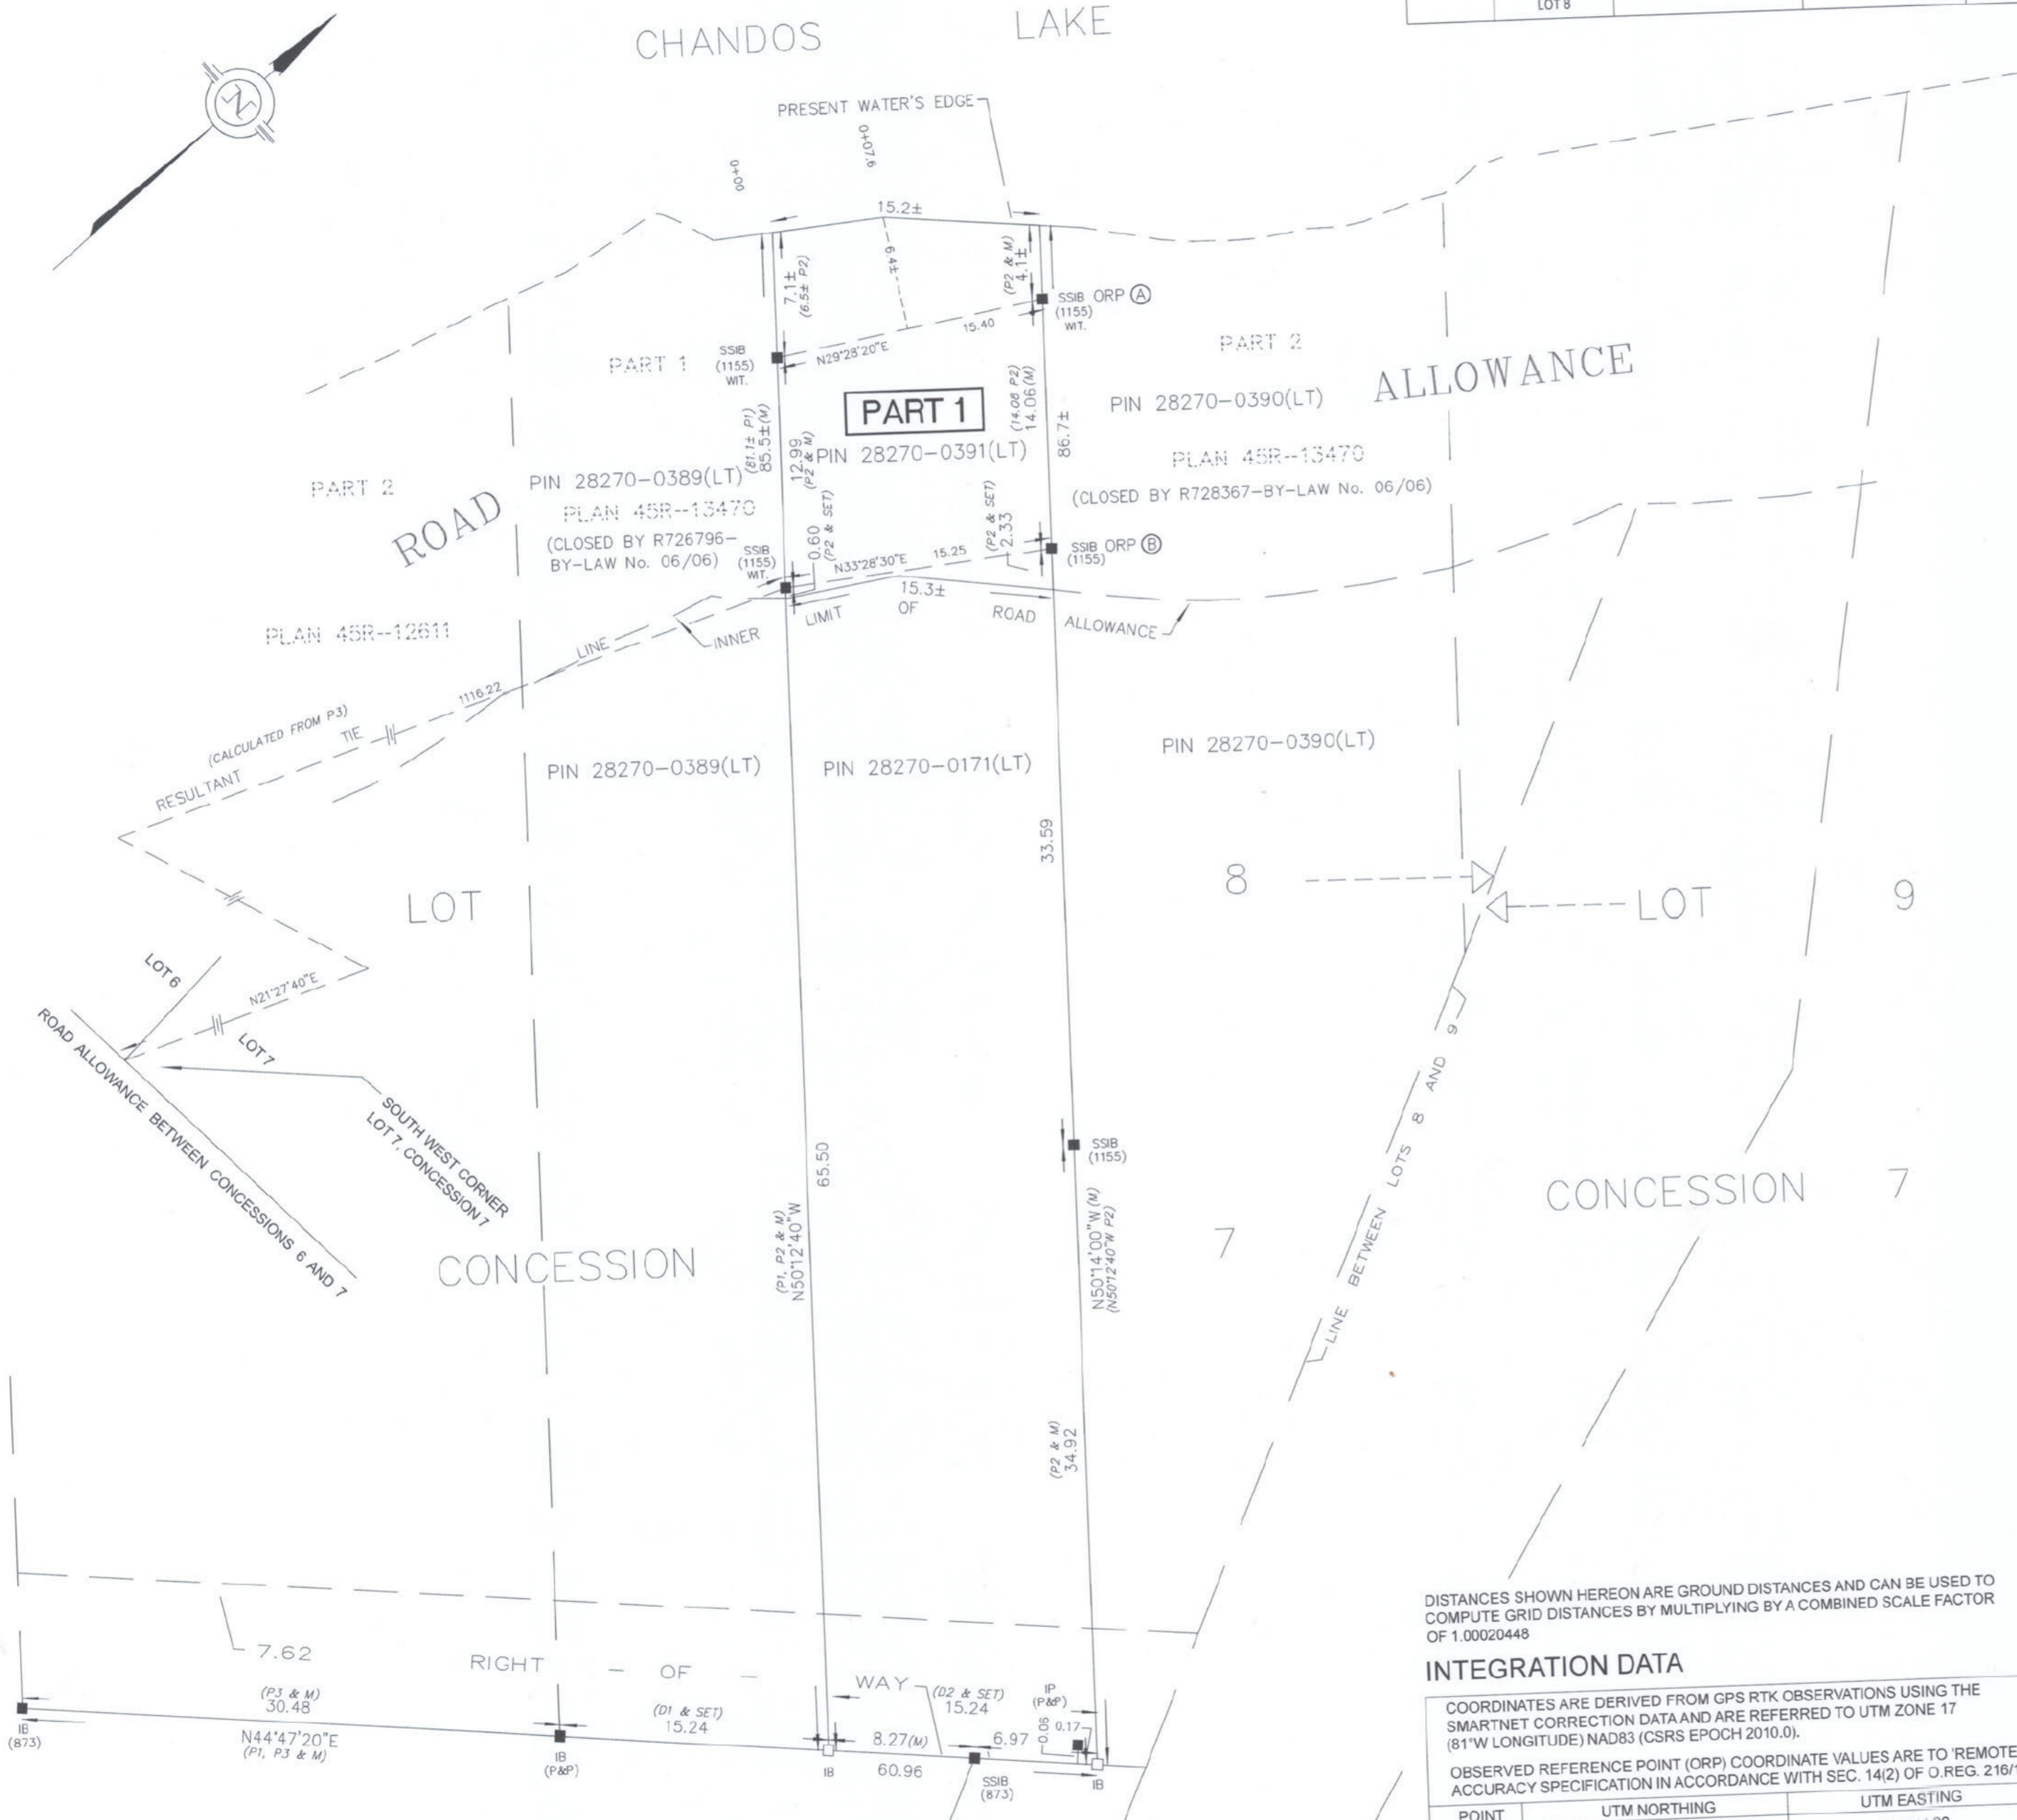 LOT 8
CHANDOS LAKE
N
PRESENT WATER'S EDGE
0+00
0+07.9
15.2±
7.1±
(6.5± P2)
6.4±
(P2 & M)
4.1±
SSIB ORP A
(1155)
WIT.
15.40
N29°28'20"E
SSIB
(1155)
WIT.
PART 1
PART 2
PART 1
(81.1± P1)
85.5±(M)
12.99
(P2 & M)
(14.08 P2)
14.06(M)
86.7±
PIN 28270-0391(LT)
PIN 28270-0390(LT)
ALLOWANCE
PLAN 45R-13470
(CLOSED BY R728367-BY-LAW No. 06/06)
PART 2
ROAD
PIN 28270-0389(LT)
PLAN 45R-13470
(CLOSED BY R726796-
BY-LAW No. 06/06)
SSIB
(1155)
WIT.
0.60
(P2 & SET)
(P2 & SET)
2.33
N33°28'30"E
15.25
SSIB ORP B
(1155)
15.3±
INNER LIMIT OF ROAD ALLOWANCE
PLAN 45R-12611
(CALCULATED FROM P3)
RESULTANT TIE LINE
1116.22
PIN 28270-0389(LT)
PIN 28270-0171(LT)
PIN 28270-0390(LT)
33.59
LOT
8
LOT
9
LOT 6
N21°27'40"E
LOT 7
SOUTH WEST CORNER
LOT 7, CONCESSION 7
ROAD ALLOWANCE BETWEEN CONCESSIONS 6 AND 7
SSIB
(1155)
65.50
(P1, P2 & M)
N50°12'40"W
N50°14'00"W (M)
(N50°12'40"W P2)
LINE BETWEEN LOTS 8 AND 9
CONCESSION
7
CONCESSION
7
(P2 & M)
34.92
7.62
RIGHT - OF - WAY
(P3 & M)
30.48
N44°47'20"E
(P1, P3 & M)
IB
(873)
(D1 & SET)
15.24
IB
(P&P)
(D2 & SET)
15.24
IP
(P&P)
0.06
0.17
8.27(M)
6.97
60.96
IB
SSIB
(873)
IB
DISTANCES SHOWN HEREON ARE GROUND DISTANCES AND CAN BE USED TO
COMPUTE GRID DISTANCES BY MULTIPLYING BY A COMBINED SCALE FACTOR
OF 1.00020448
INTEGRATION DATA
COORDINATES ARE DERIVED FROM GPS RTK OBSERVATIONS USING THE
SMARTNET CORRECTION DATA AND ARE REFERRED TO UTM ZONE 17
(81°W LONGITUDE) NAD83 (CSRS EPOCH 2010.0).
OBSERVED REFERENCE POINT (ORP) COORDINATE VALUES ARE TO 'REMOTE
ACCURACY SPECIFICATION IN ACCORDANCE WITH SEC. 14(2) OF O.REG. 216/1
POINT UTM NORTHING UTM EASTING